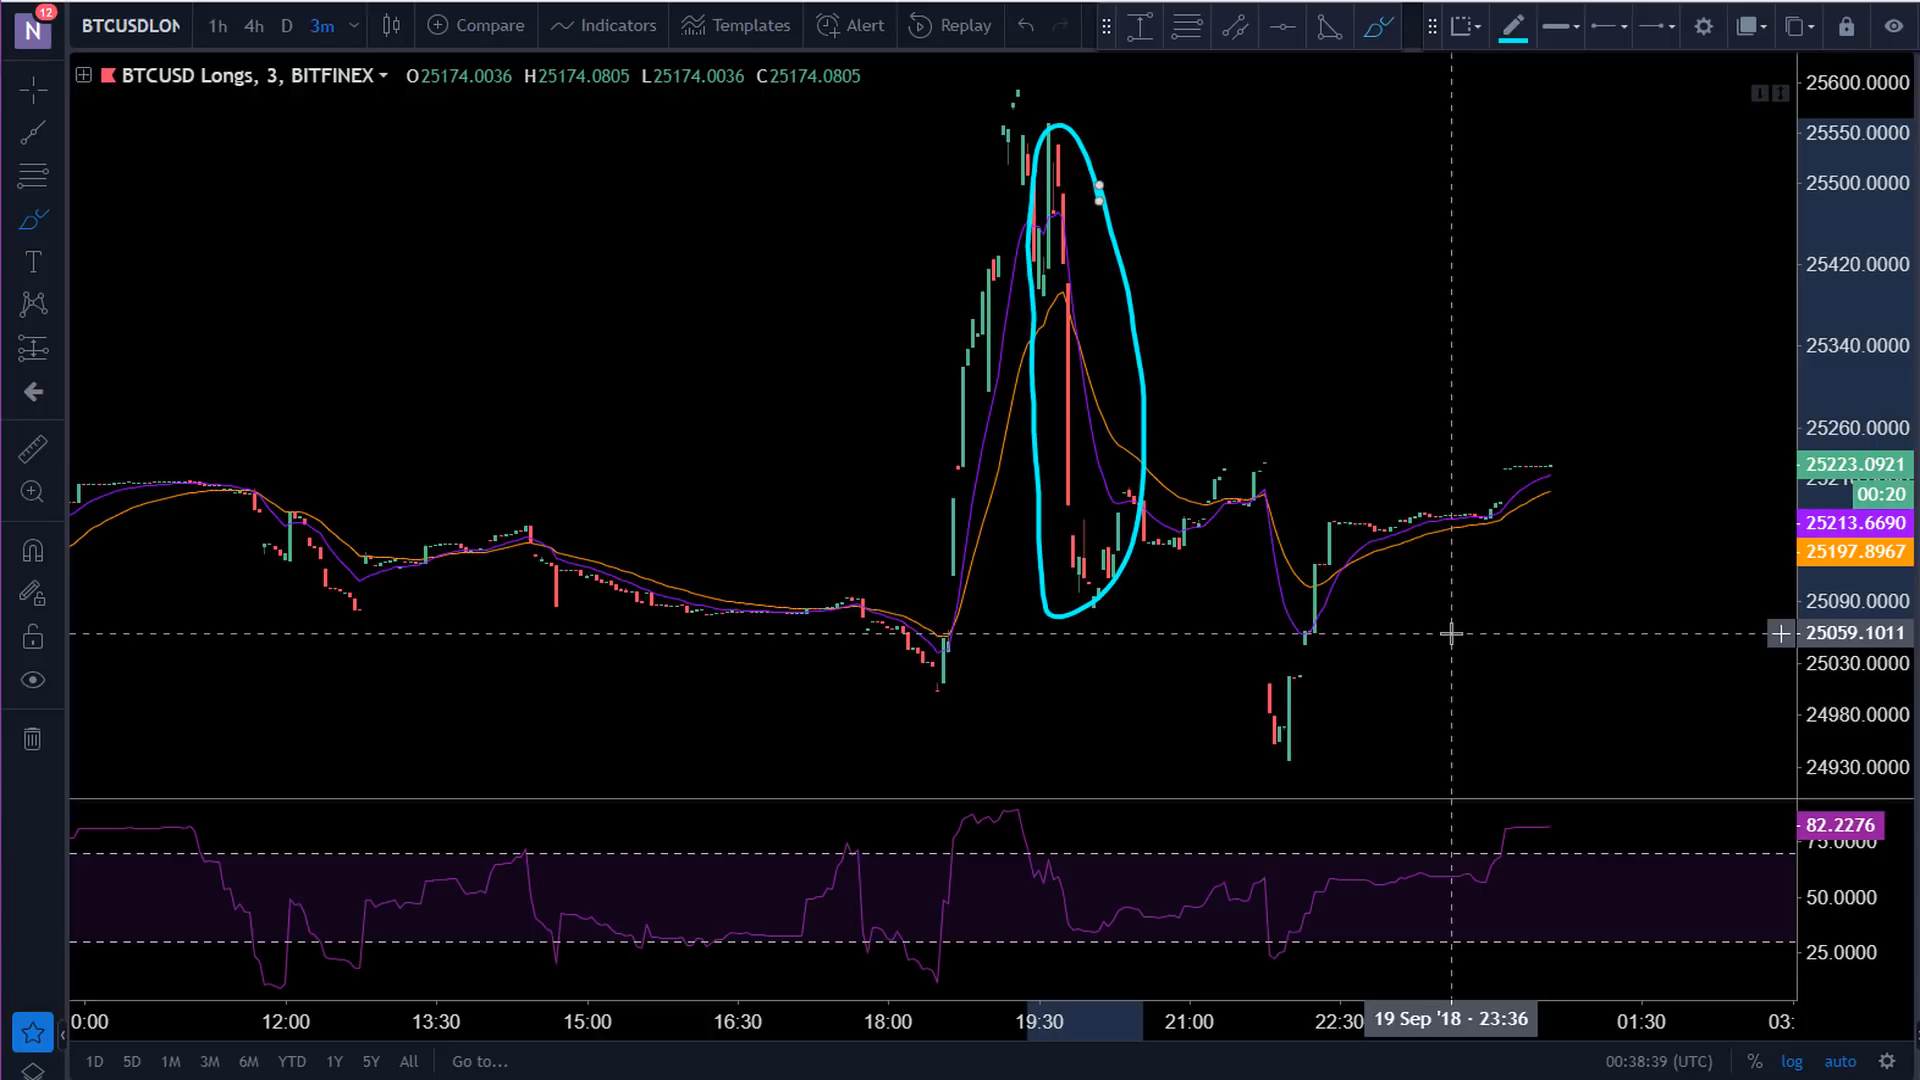 N
12
BTCUSDLON
1h 4h D 3m
Compare
Indicators
Templates
Alert
Replay
BTCUSD Longs, 3, BITFINEX O25174.0036 H25174.0805 L25174.0036 C25174.0805
T
25600.0000
25550.0000
25500.0000
25420.0000
25340.0000
25260.0000
25223.0921
00:20
25213.6690
25197.8967
25090.0000
25059.1011
25030.0000
24980.0000
24930.0000
82.2276
75.0000
50.0000
25.0000
0:00 12:00 13:30 15:00 16:30 18:00 19:30 21:00 22:30 19 Sep '18 - 23:36 01:30 03:
1D 5D 1M 3M 6M YTD 1Y 5Y All Go to... 00:38:39 (UTC) % log auto